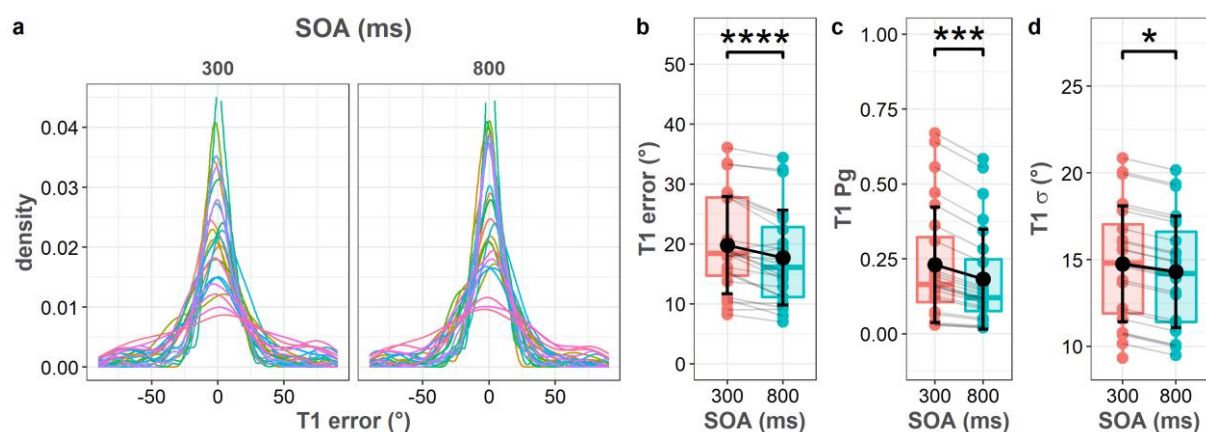 a
SOA (ms)
300
800
density
0.04
0.03
0.02
0.01
0.00
-50
0
50
-50
0
50
T1 error (°)
b
****
T1 error (°)
50
40
30
20
10
0
300 800
SOA (ms)
c
***
T1 Pg
1.00
0.75
0.50
0.25
0.00
300 800
SOA (ms)
d
*
T1 σ (°)
25
20
15
10
300 800
SOA (ms)